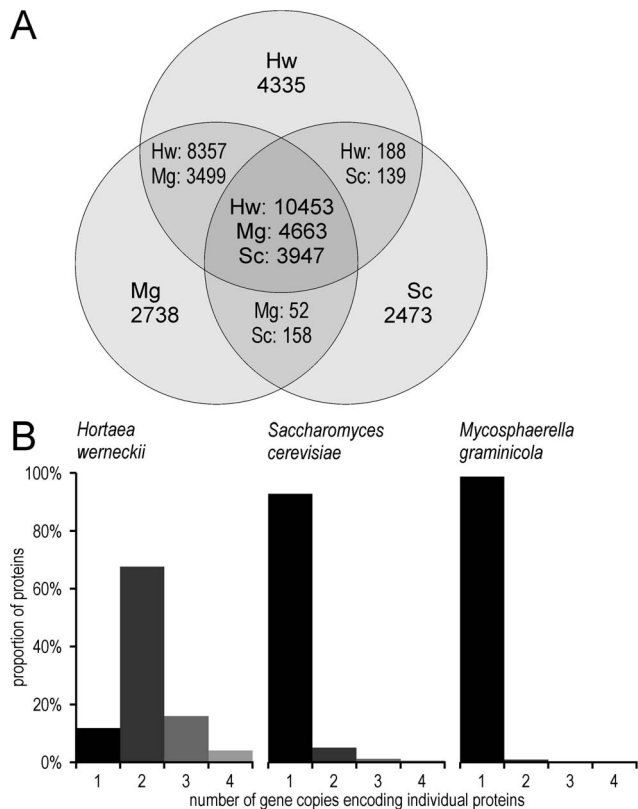 A
Hw
4335
Hw: 8357
Mg: 3499
Hw: 188
Sc: 139
Hw: 10453
Mg: 4663
Sc: 3947
Mg
2738
Mg: 52
Sc: 158
Sc
2473
B
Hortaea
werneckii
Saccharomyces
cerevisiae
Mycosphaerella
graminicola
proportion of proteins
100%
80%
60%
40%
20%
0%
1 2 3 4
1 2 3 4
1 2 3 4
number of gene copies encoding individual proteins